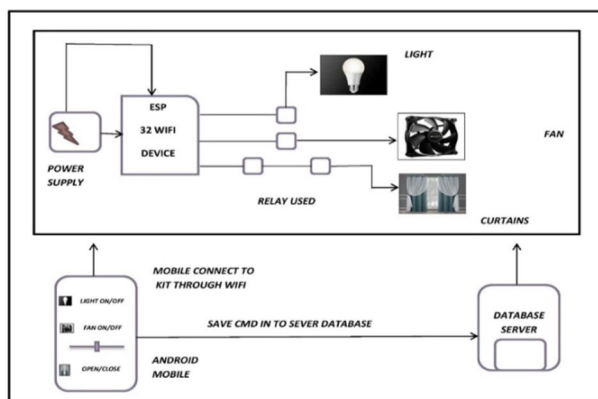 LIGHT
ESP
32 WIFI
DEVICE
FAN
POWER
SUPPLY
RELAY USED
CURTAINS
MOBILE CONNECT TO
KIT THROUGH WIFI
LIGHT ON/OFF
FAN ON/OFF
SAVE CMD IN TO SEVER DATABASE
DATABASE
SERVER
OPEN/CLOSE
ANDROID
MOBILE